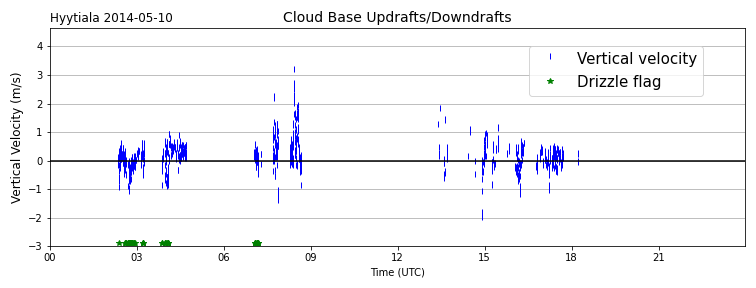 Hyytiala 2014-05-10
Cloud Base Updrafts/Downdrafts
Vertical Velocity (m/s)
4
3
2
1
0
−1
−2
−3
Vertical velocity
Drizzle flag
00 03 06 09 12 15 18 21
Time (UTC)